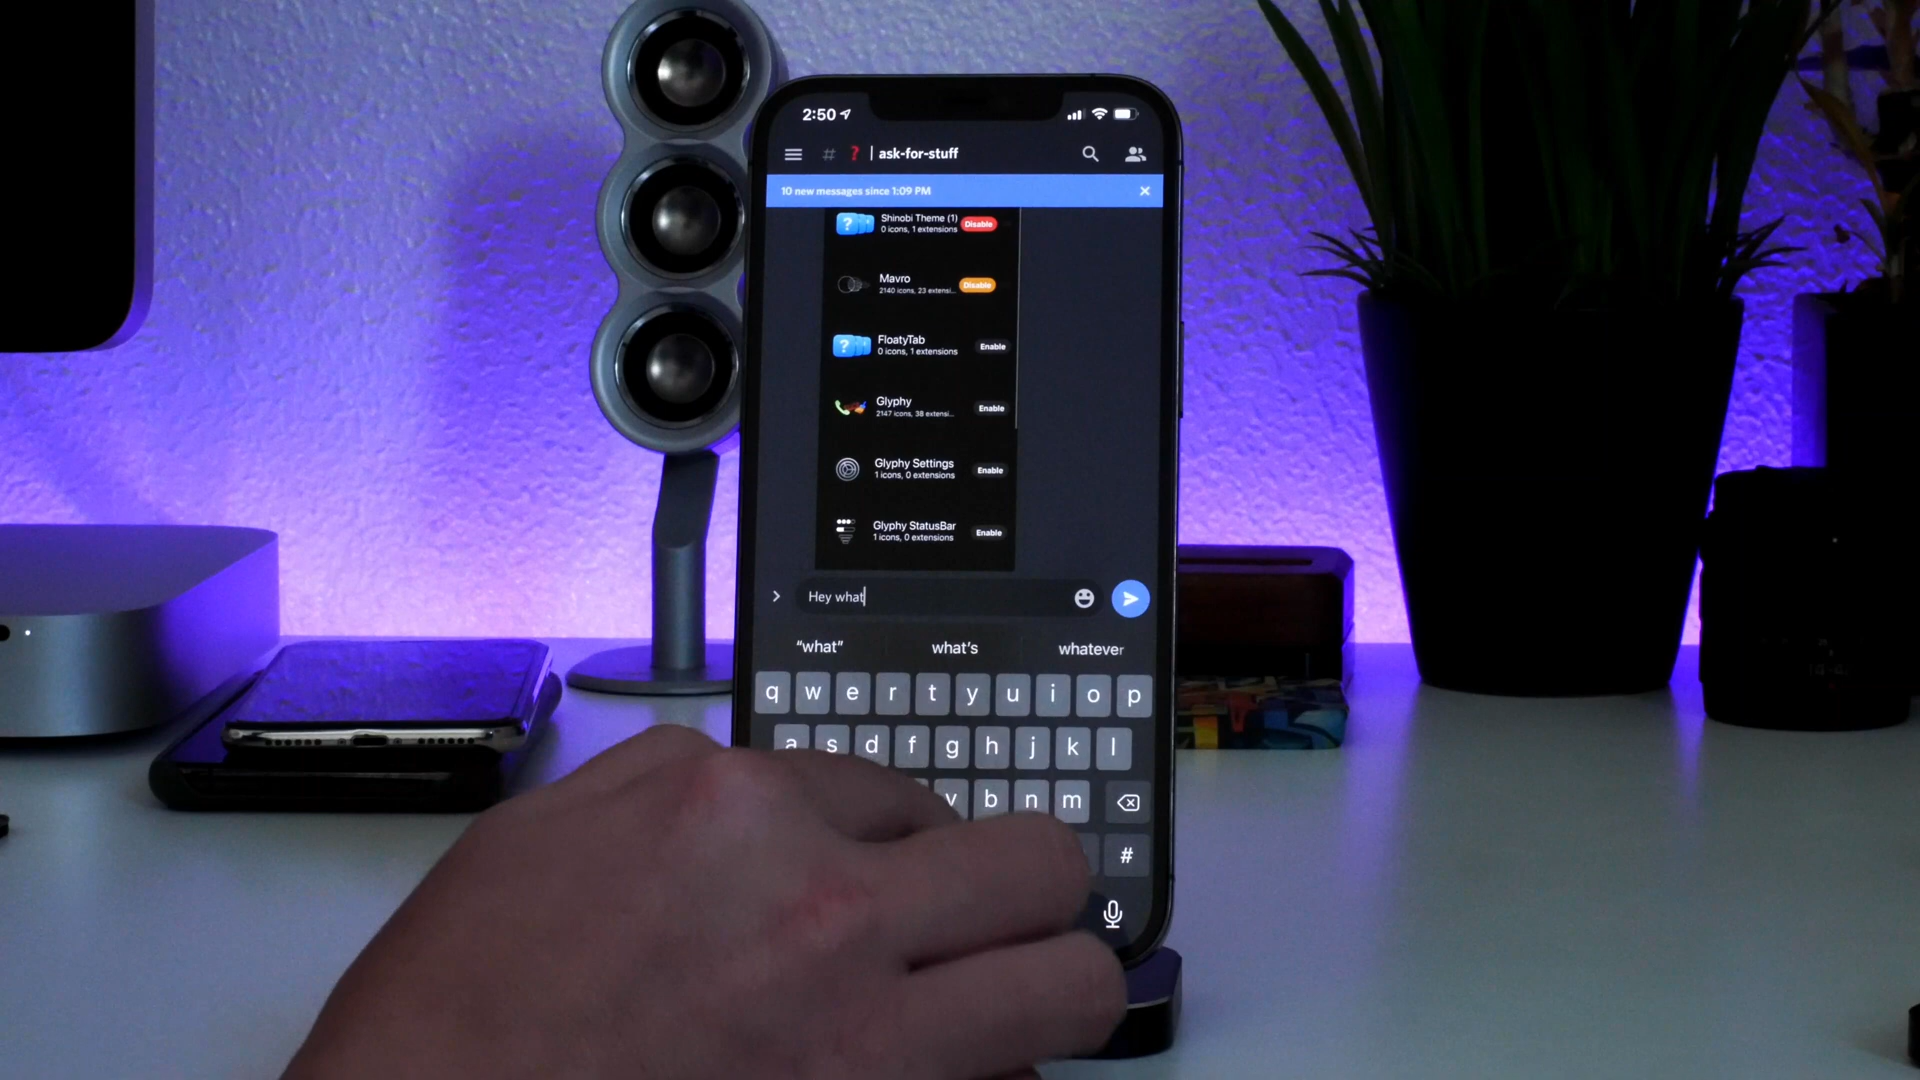 2:50
# ? | ask-for-stuff
10 new messages since 1:09 PM
Shinobi Theme (1)
0 icons, 1 extensions
Disable
Mavro
2140 icons, 23 extensi...
Disable
FloatyTab
0 icons, 1 extensions
Enable
Glyphy
2147 icons, 38 extensi...
Enable
Glyphy Settings
1 icons, 0 extensions
Enable
Glyphy StatusBar
1 icons, 0 extensions
Enable
Hey what
“what” what's whatever
q w e r t y u i o p
a s d f g h j k l
v b n m
#